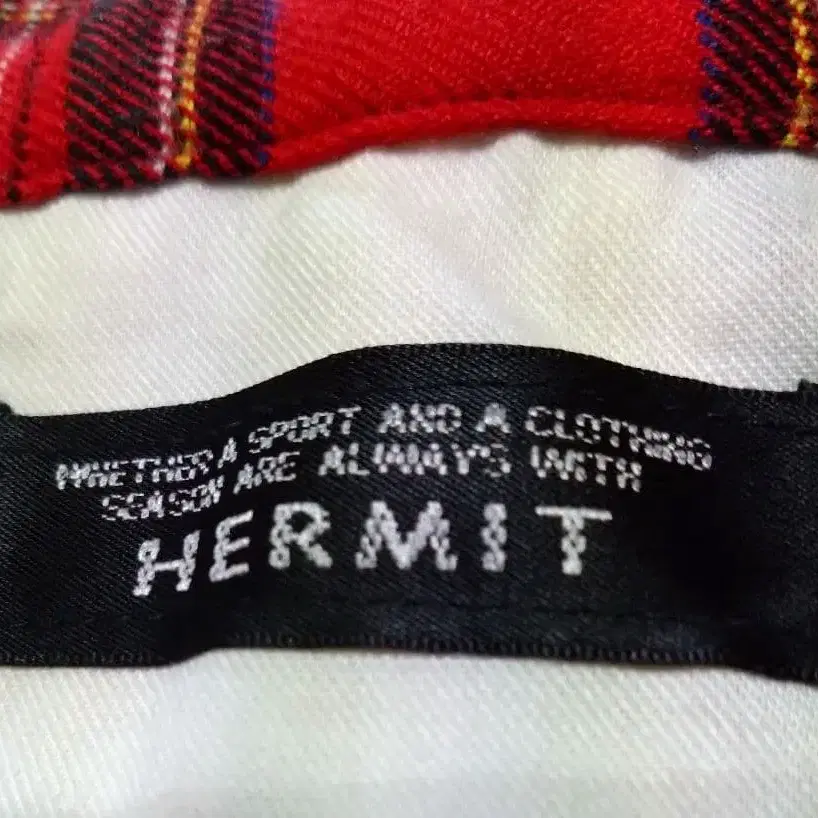 WHETHER A SPORT AND A CLOTHING
SEASON ARE ALWAYS WITH
HERMIT